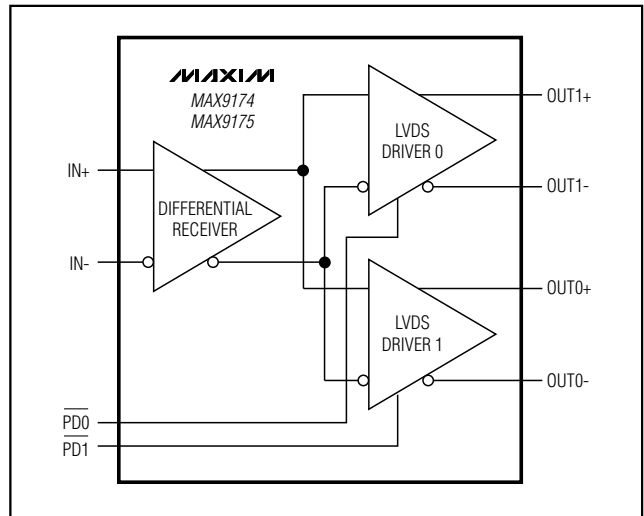 MAXIM
MAX9174
MAX9175
IN+
IN-
DIFFERENTIAL
RECEIVER
LVDS
DRIVER 0
OUT1+
OUT1-
LVDS
DRIVER 1
OUT0+
OUT0-
PD0
PD1